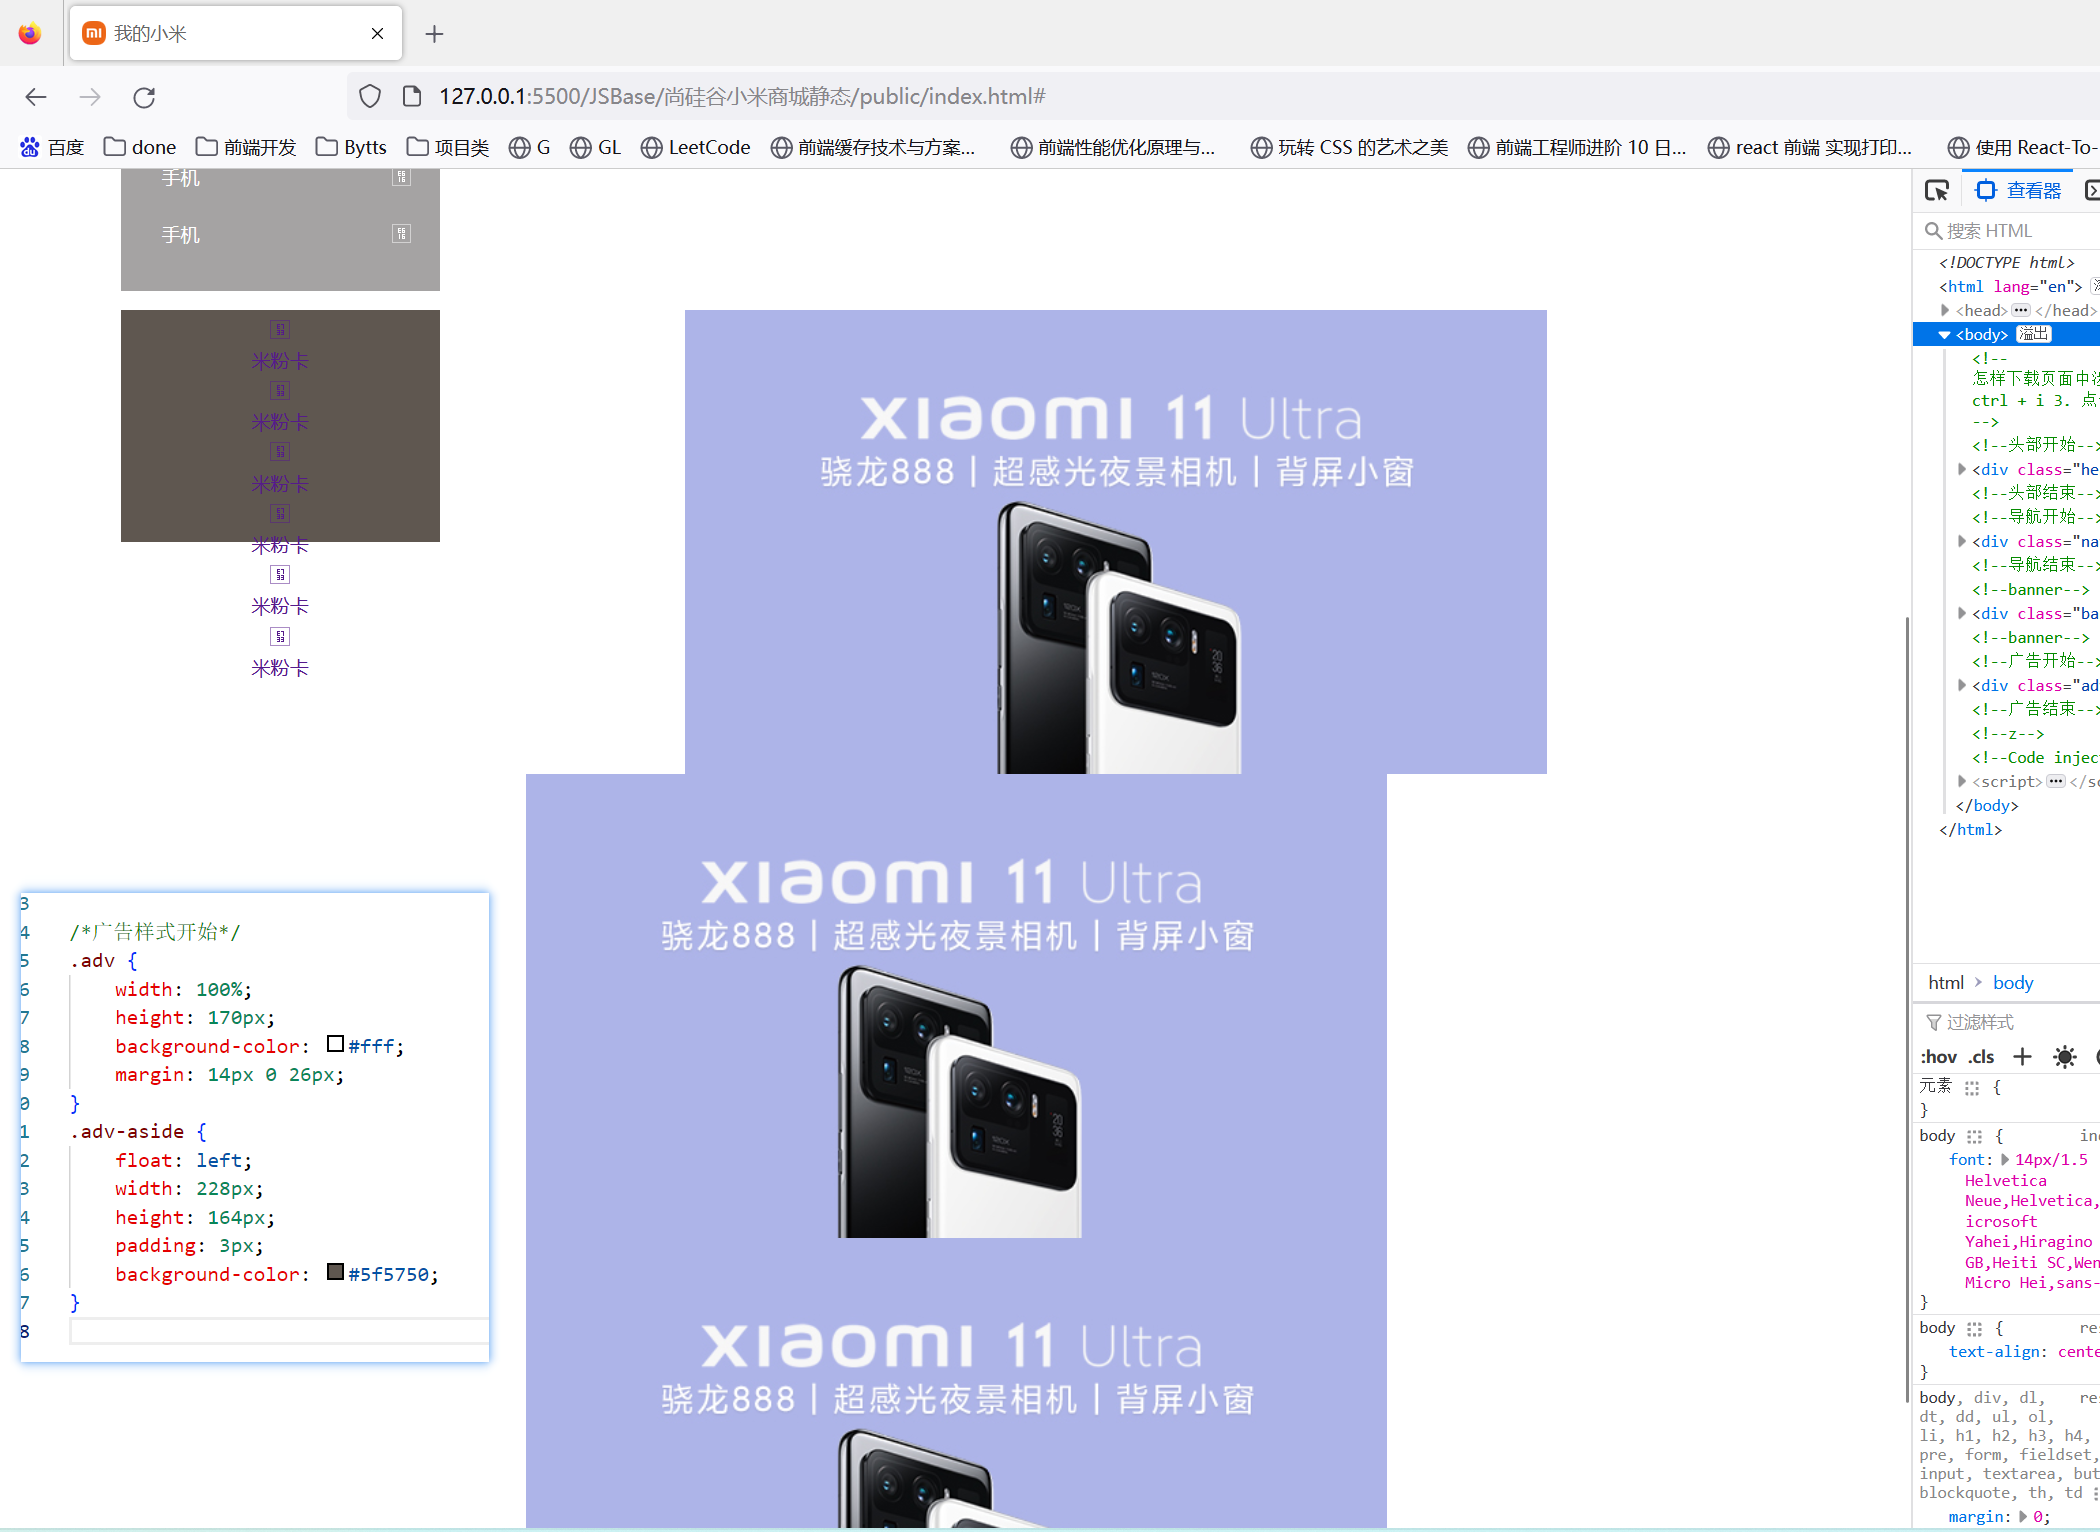 我的小米
127.0.0.1:5500/JSBase/尚硅谷小米商城静态/public/index.html#
百度 done 前端开发 Bytts 项目类 G GL LeetCode 前端缓存技术与方案... 前端性能优化原理与... 玩转 CSS 的艺术之美 前端工程师进阶 10 日... react 前端 实现打印... 使用 React-To-
手机
手机
米粉卡
米粉卡
米粉卡
米粉卡
米粉卡
米粉卡
xiaomi 11 Ultra
骁龙888 | 超感光夜景相机 | 背屏小窗
xiaomi 11 Ultra
骁龙888 | 超感光夜景相机 | 背屏小窗
xiaomi 11 Ultra
骁龙888 | 超感光夜景相机 | 背屏小窗
3
4 /*广告样式开始*/
5 .adv {
6 width: 100%;
7 height: 170px;
8 background-color: #fff;
9 margin: 14px 0 26px;
0 }
1 .adv-aside {
2 float: left;
3 width: 228px;
4 height: 164px;
5 padding: 3px;
6 background-color: #5f5750;
7 }
8
查看器
搜索 HTML
<!DOCTYPE html>
<html lang="en">
<head> ••• </head>
<body> 溢出
<!--
怎样下载页面中
ctrl + i 3. 点
-->
<!--头部开始--
<div class="he
<!--头部结束--
<!--导航开始--
<div class="na
<!--导航结束--
<!--banner-->
<div class="ba
<!--banner-->
<!--广告开始--
<div class="ad
<!--广告结束--
<!--z-->
<!--Code injec
<script> ••• </s
</body>
</html>
html > body
过滤样式
:hov .cls +
元素 {
}
body { in
font: 14px/1.5
Helvetica
Neue,Helvetica,
icrosoft
Yahei,Hiragino
GB,Heiti SC,Wen
Micro Hei,sans-
}
body { re
text-align: cente
}
body, div, dl, re
dt, dd, ul, ol,
li, h1, h2, h3, h4,
pre, form, fieldset,
input, textarea, but
blockquote, th, td
margin: 0;